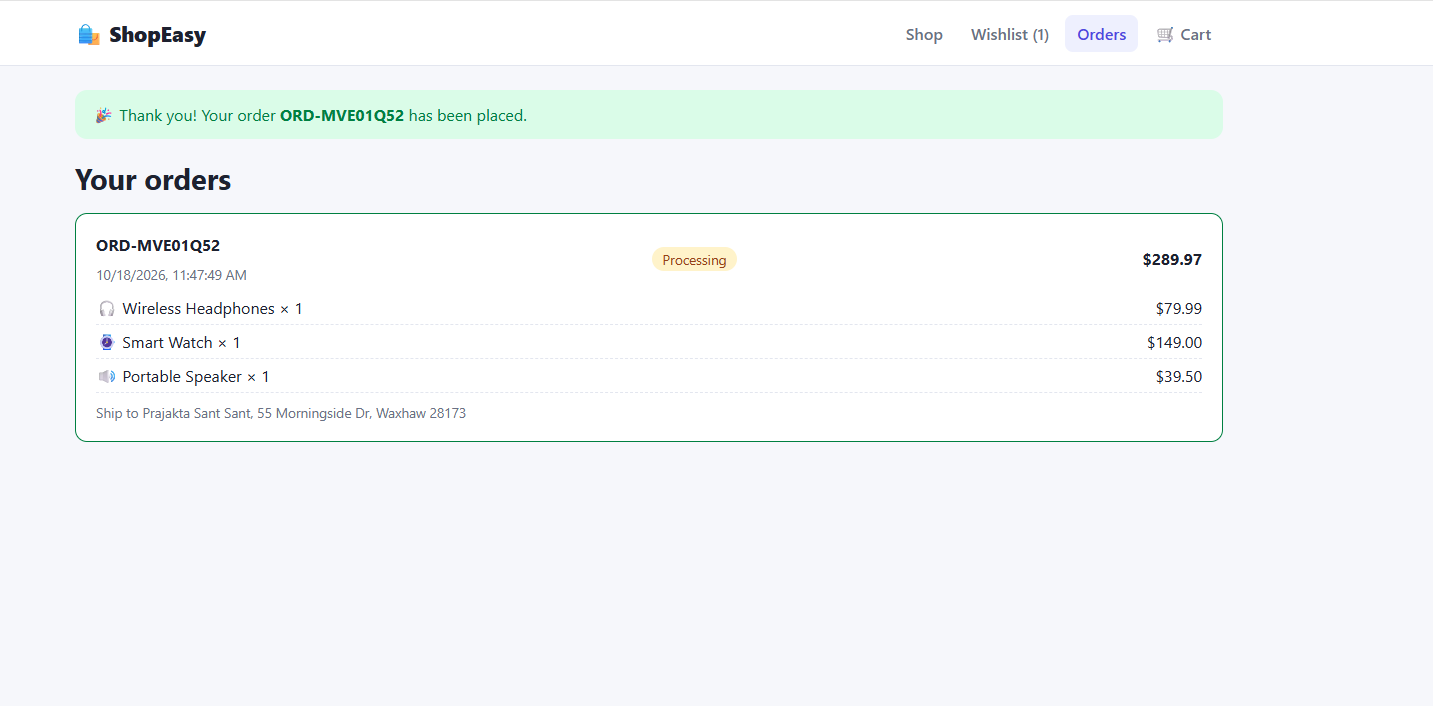 ShopEasy
Shop Wishlist (1) Orders Cart
Thank you! Your order ORD-MVE01Q52 has been placed.
Your orders
ORD-MVE01Q52
10/18/2026, 11:47:49 AM
Processing
$289.97
Wireless Headphones × 1 $79.99
Smart Watch × 1 $149.00
Portable Speaker × 1 $39.50
Ship to Prajakta Sant Sant, 55 Morningside Dr, Waxhaw 28173